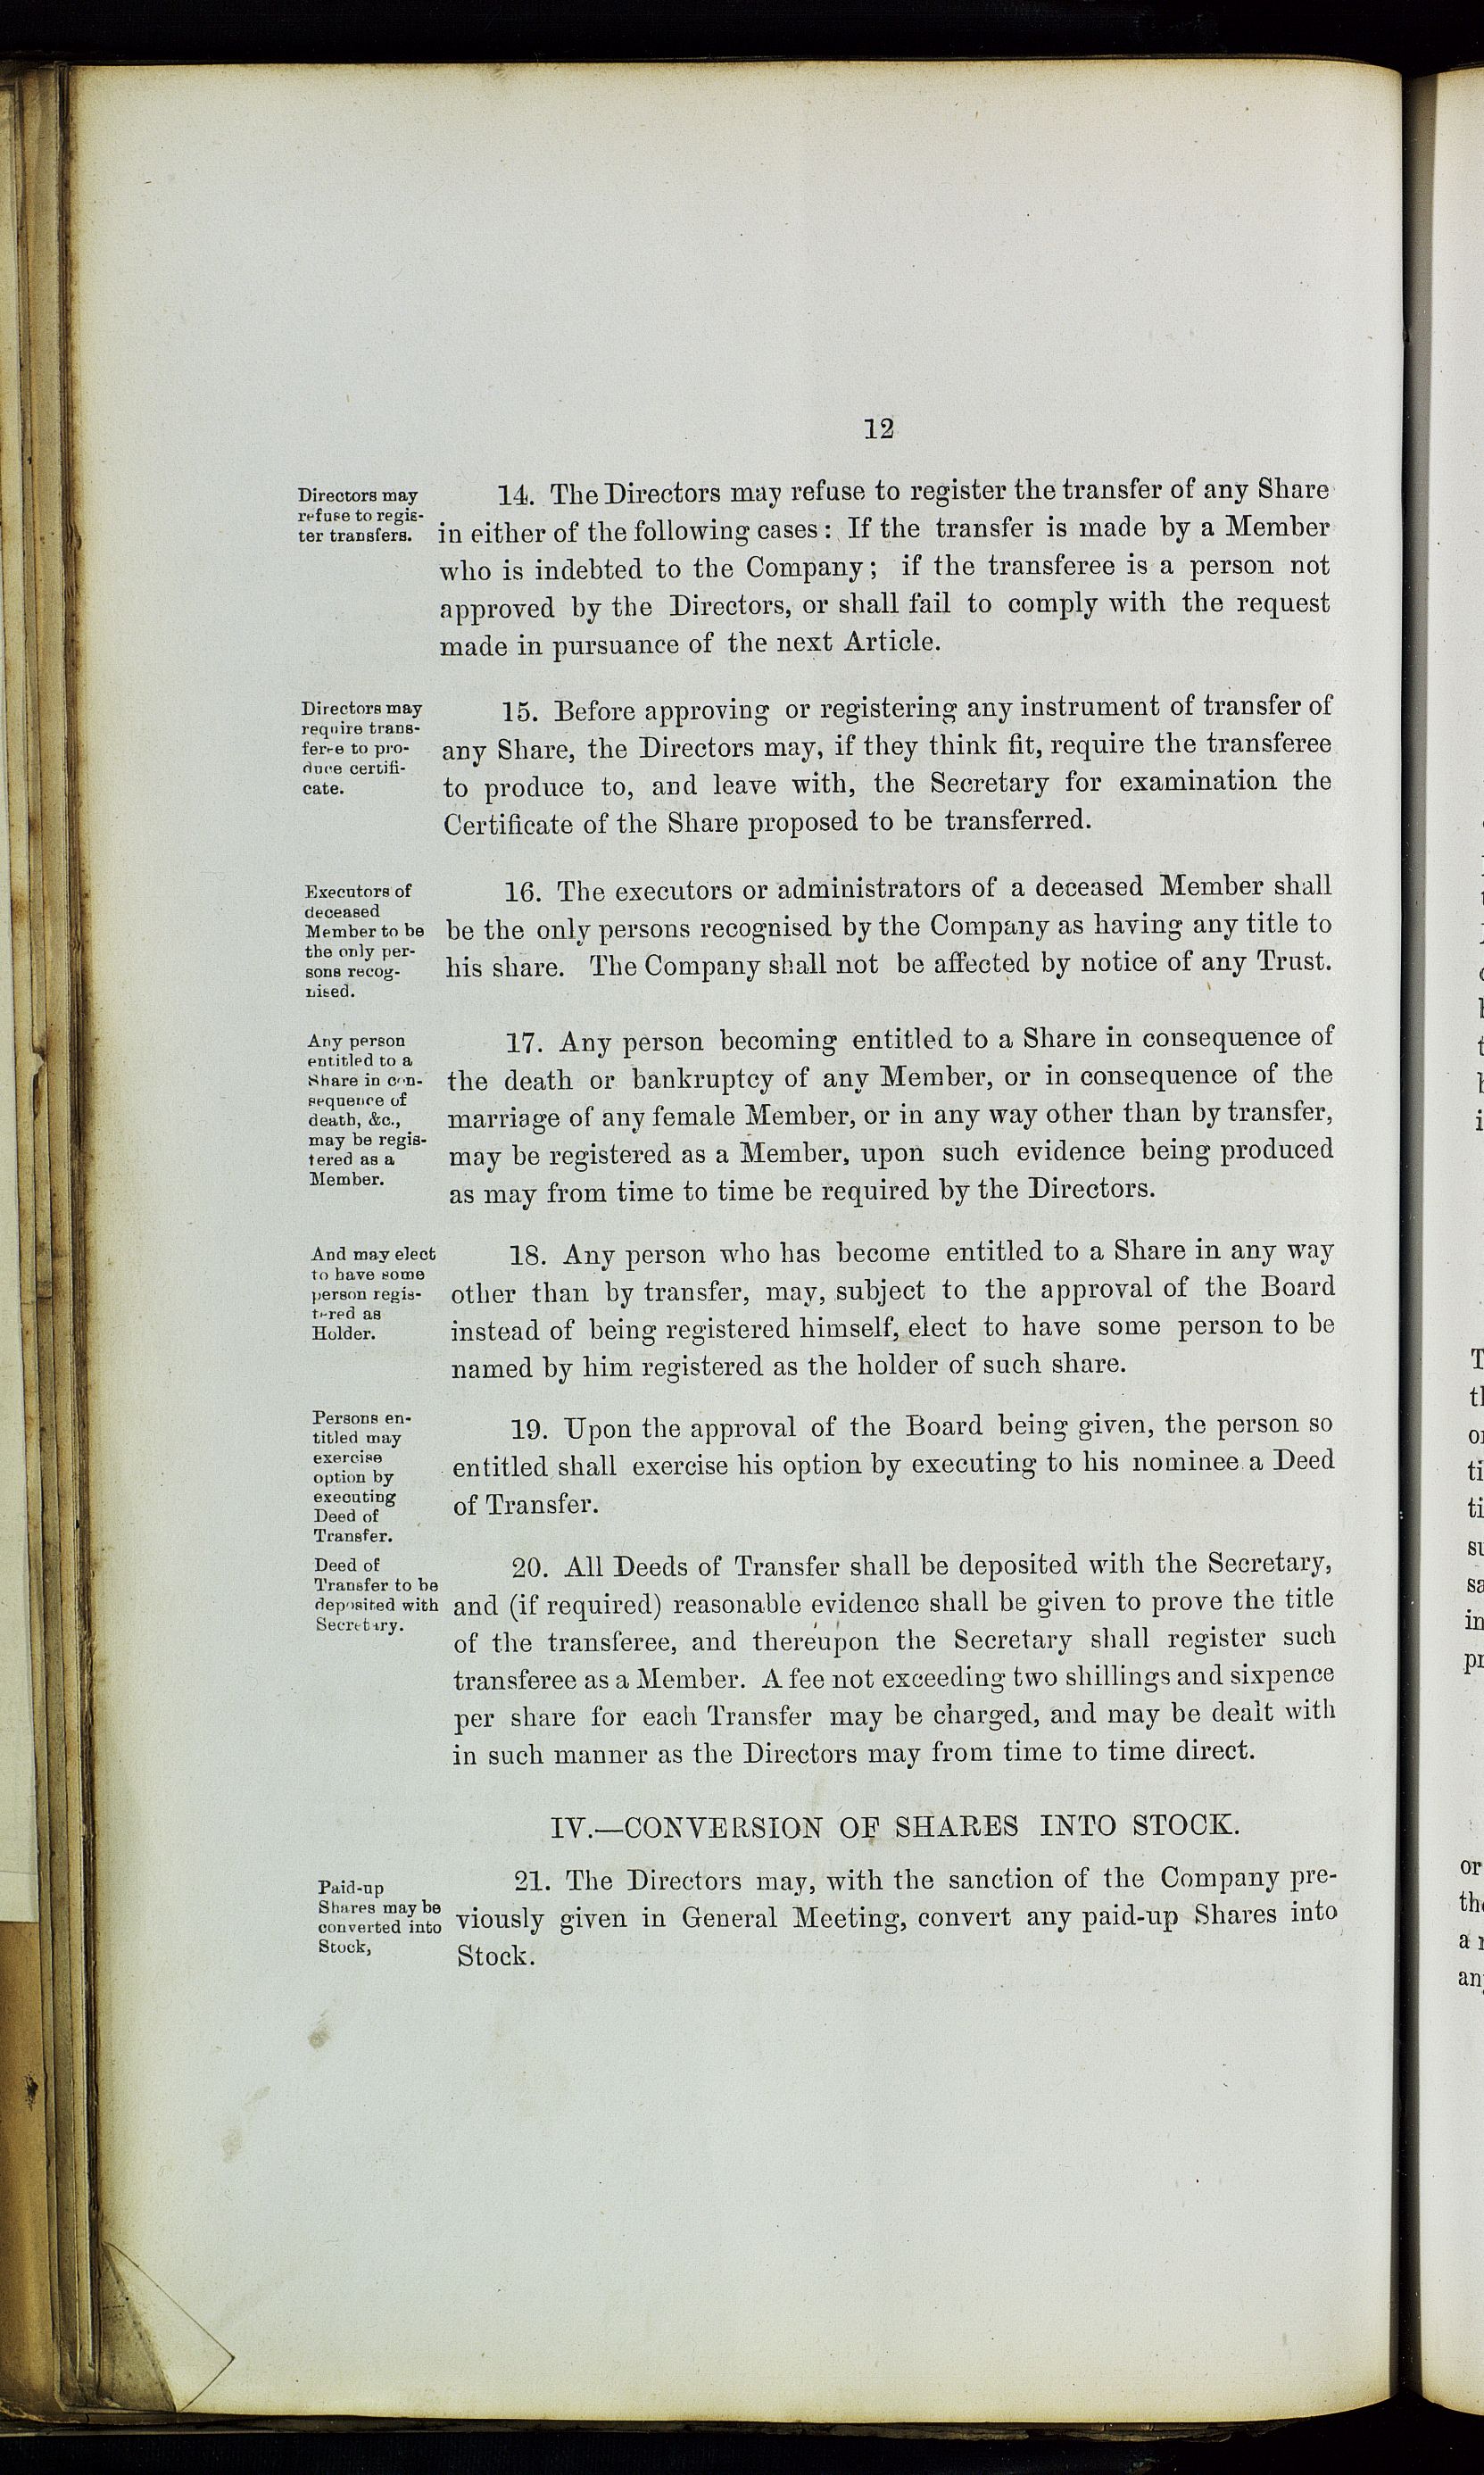 12
Directors may
refuse to regis-
ter transfers.
14. The Directors may refuse to register the transfer of any Share
in either of the following cases: If the transfer is made by a Member
who is indebted to the Company; if the transferee is a person not
approved by the Directors, or shall fail to comply with the request
made in pursuance of the next Article.
Directors may
require trans-
feree to pro-
duce certifi-
cate.
15. Before approving or registering any instrument of transfer of
any Share, the Directors may, if they think fit, require the transferee
to produce to, and leave with, the Secretary for examination the
Certificate of the Share proposed to be transferred.
Executors of
deceased
Member to be
the only per-
sons recog-
nised.
16. The executors or administrators of a deceased Member shall
be the only persons recognised by the Company as having any title to
his share. The Company shall not be affected by notice of any Trust.
Any person
entitled to a
Share in con-
sequence of
death, &c.,
may be regis-
tered as a
Member.
17. Any person becoming entitled to a Share in consequence of
the death or bankruptcy of any Member, or in consequence of the
marriage of any female Member, or in any way other than by transfer,
may be registered as a Member, upon such evidence being produced
as may from time to time be required by the Directors.
And may elect
to have some
person regis-
tered as
Holder.
18. Any person who has become entitled to a Share in any way
other than by transfer, may, subject to the approval of the Board
instead of being registered himself, elect to have some person to be
named by him registered as the holder of such share.
Persons en-
titled may
exercise
option by
executing
Deed of
Transfer.
19. Upon the approval of the Board being given, the person so
entitled shall exercise his option by executing to his nominee a Deed
of Transfer.
Deed of
Transfer to be
deposited with
Secretary.
20. All Deeds of Transfer shall be deposited with the Secretary,
and (if required) reasonable evidence shall be given to prove the title
of the transferee, and thereupon the Secretary shall register such
transferee as a Member. A fee not exceeding two shillings and sixpence
per share for each Transfer may be charged, and may be dealt with
in such manner as the Directors may from time to time direct.
IV.—CONVERSION OF SHARES INTO STOCK.
Paid-up
Shares may be
converted into
Stock,
21. The Directors may, with the sanction of the Company pre-
viously given in General Meeting, convert any paid-up Shares into
Stock.